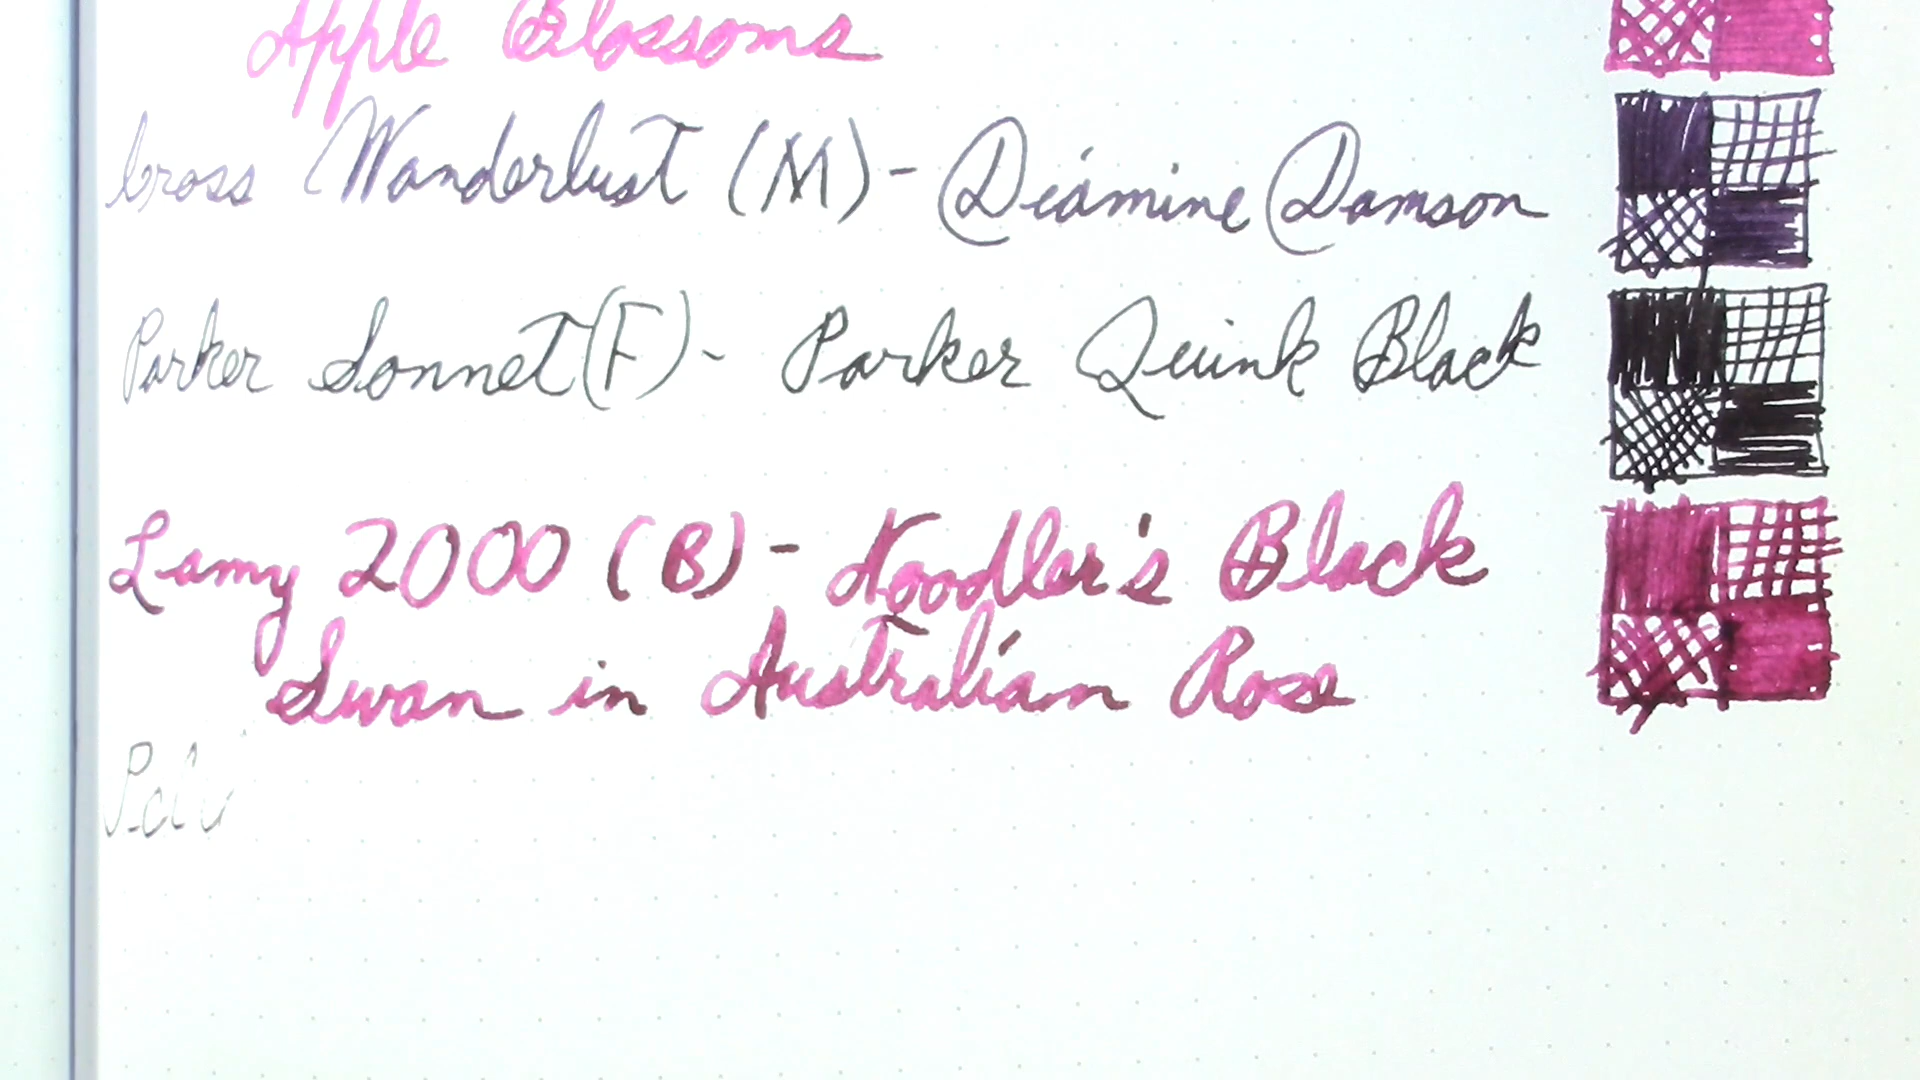 Apple Blossoms
Cross Wanderlust (M) - Diamine Damson
Parker Sonnet (F) - Parker Quink Black
Lamy 2000 (B) - Noodler's Black
Swan in Australian Rose
Peli